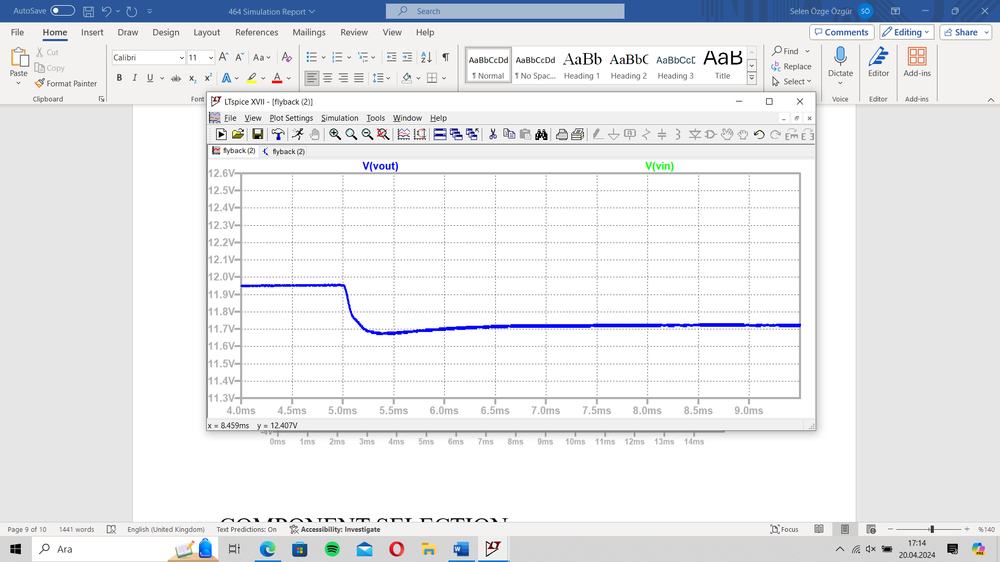 AutoSave
464 Simulation Report
Search
Selen Özge Özgür
SÖ
File Home Insert Draw Design Layout References Mailings Review View Help
Comments Editing Share
Paste
Cut
Copy
Format Painter
Clipboard
Calibri 11
Font
AaBbCcDd AaBbCcDd AaBb AaBbC AaBbCcD AaB
¶ Normal ¶ No Spac... Heading 1 Heading 2 Heading 3 Title
Find
Replace
Select
Dictate
Voice
Editor
Editor
Add-ins
Add-ins
LTspice XVII - [flyback (2)]
File View Plot Settings Simulation Tools Window Help
flyback (2) flyback (2)
V(vout) V(vin)
12.6V
12.5V
12.4V
12.3V
12.2V
12.1V
12.0V
11.9V
11.8V
11.7V
11.6V
11.5V
11.4V
11.3V
4.0ms 4.5ms 5.0ms 5.5ms 6.0ms 6.5ms 7.0ms 7.5ms 8.0ms 8.5ms 9.0ms
x = 8.459ms y = 12.407V
-4V
0ms 1ms 2ms 3ms 4ms 5ms 6ms 7ms 8ms 9ms 10ms 11ms 12ms 13ms 14ms
COMPONENT SELECTION
Page 9 of 10 1441 words English (United Kingdom) Text Predictions: On Accessibility: Investigate Focus %140
Ara
17:14
20.04.2024
PRE